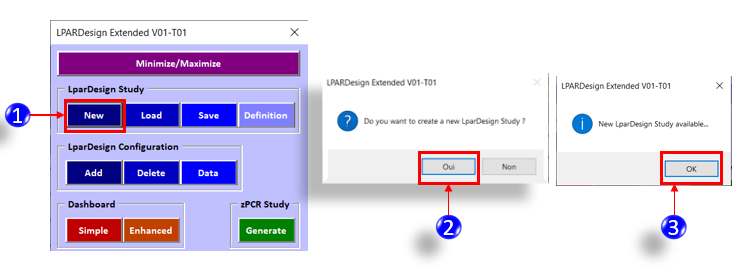 LPARDesign Extended V01-T01
Minimize/Maximize
LparDesign Study
1
New Load Save Definition
LparDesign Configuration
Add Delete Data
Dashboard zPCR Study
Simple Enhanced Generate
LPARDesign Extended V01-T01
Do you want to create a new LparDesign Study ?
Oui Non
2
LPARDesign Extended V01-T01
New LparDesign Study available...
OK
3